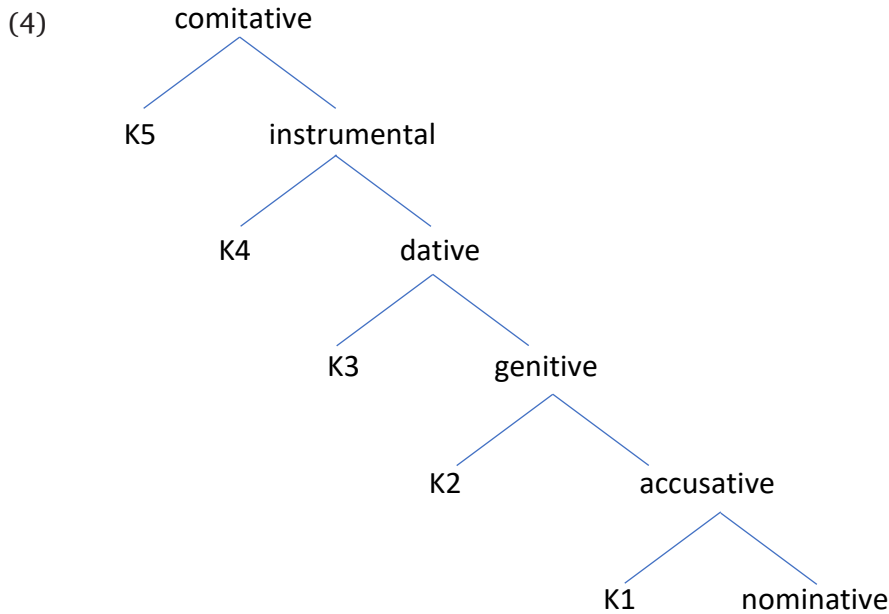 (4) comitative
K5 instrumental
K4 dative
K3 genitive
K2 accusative
K1 nominative